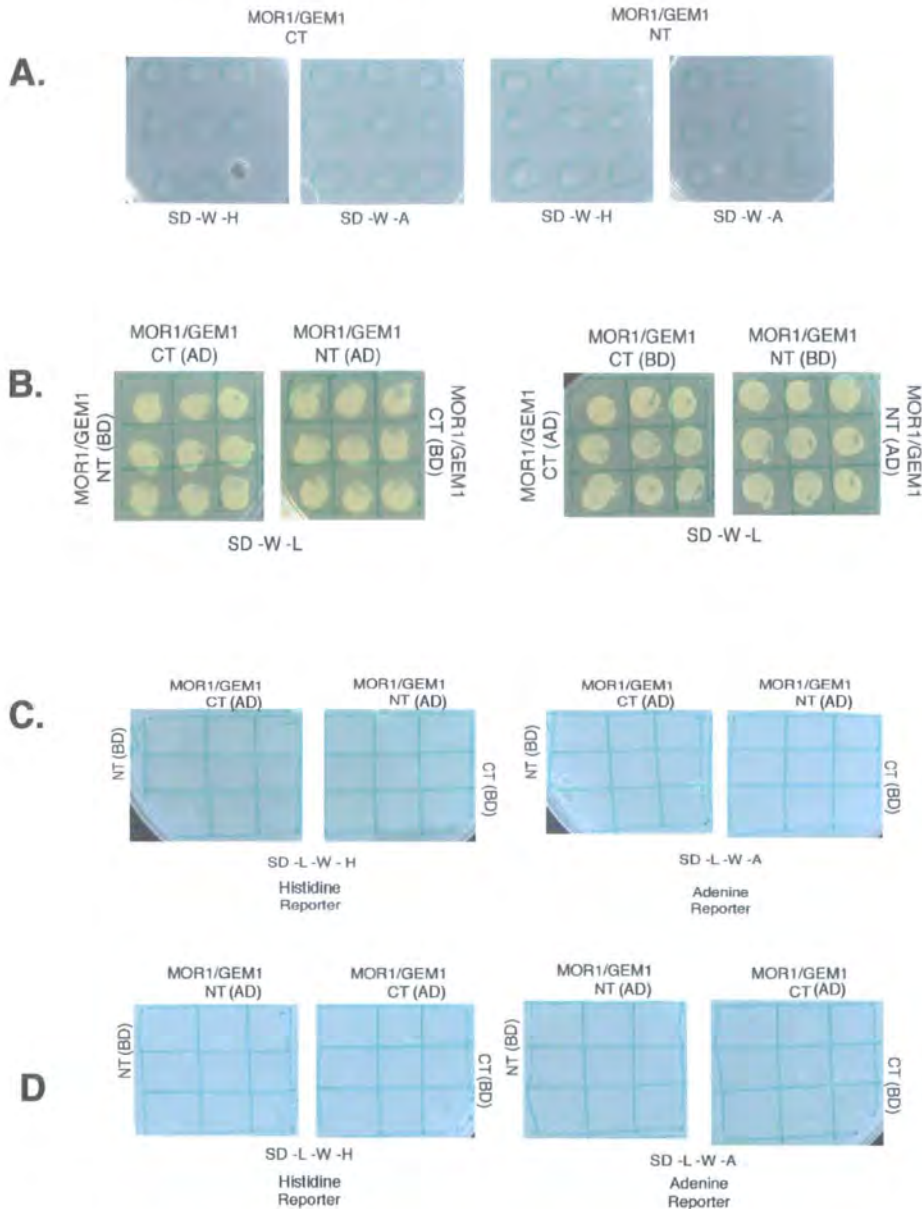 A.
MOR1/GEM1
CT
MOR1/GEM1
NT
SD -W -H
SD -W -A
SD -W -H
SD -W -A
B.
MOR1/GEM1
CT (AD)
MOR1/GEM1
NT (AD)
MOR1/GEM1
NT (BD)
MOR1/GEM1
CT (BD)
SD -W -L
MOR1/GEM1
CT (BD)
MOR1/GEM1
NT (BD)
MOR1/GEM1
CT (AD)
MOR1/GEM1
NT (AD)
SD -W -L
C.
MOR1/GEM1
CT (AD)
MOR1/GEM1
NT (AD)
NT (BD)
CT (BD)
SD -L -W - H
Histidine
Reporter
MOR1/GEM1
CT (AD)
MOR1/GEM1
NT (AD)
NT (BD)
CT (BD)
SD -L -W -A
Adenine
Reporter
D
MOR1/GEM1
NT (AD)
MOR1/GEM1
CT (AD)
NT (BD)
CT (BD)
SD -L -W -H
Histidine
Reporter
MOR1/GEM1
NT (AD)
MOR1/GEM1
CT (AD)
NT (BD)
CT (BD)
SD -L -W -A
Adenine
Reporter